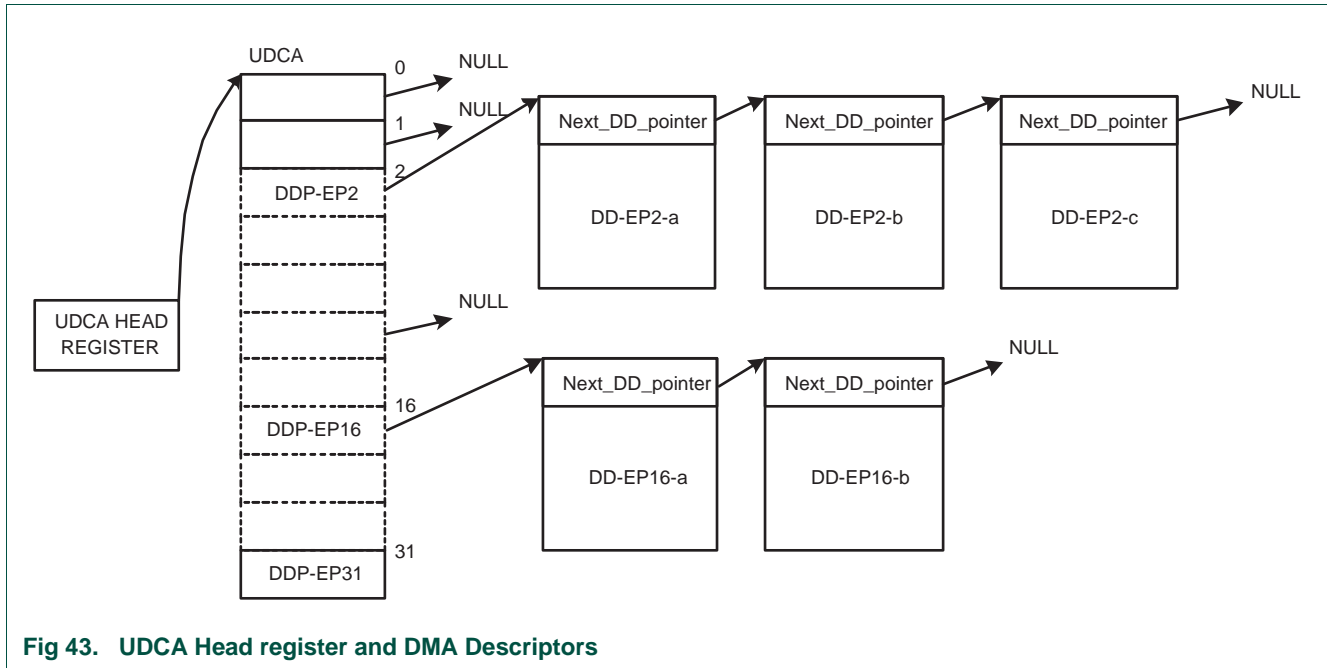 UDCA
0
NULL
1
NULL
2
DDP-EP2
Next_DD_pointer
Next_DD_pointer
Next_DD_pointer
NULL
DD-EP2-a
DD-EP2-b
DD-EP2-c
UDCA HEAD
REGISTER
NULL
16
DDP-EP16
Next_DD_pointer
Next_DD_pointer
NULL
DD-EP16-a
DD-EP16-b
31
DDP-EP31
Fig 43. UDCA Head register and DMA Descriptors